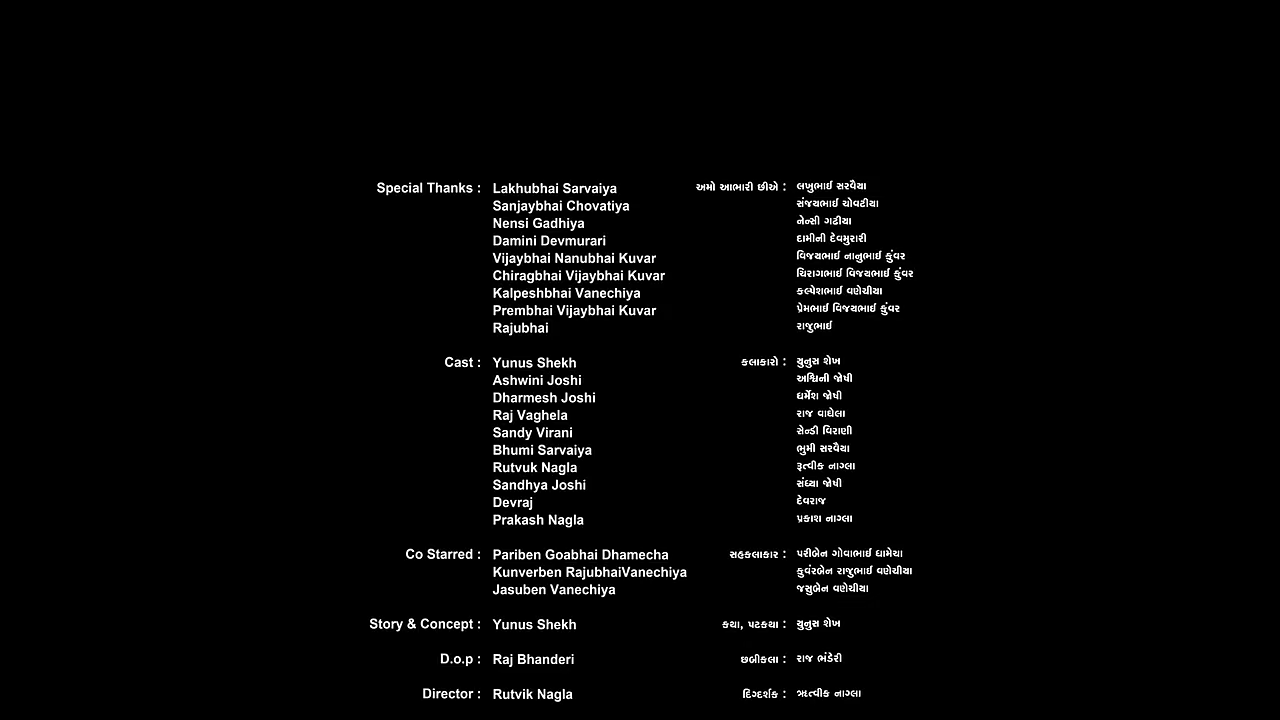 Special Thanks : Lakhubhai Sarvaiya અમો આભારી છીએ : લખુભાઈ સરવૈયા
Sanjaybhai Chovatiya સંજયભાઈ ચોવટીયા
Nensi Gadhiya નેન્સી ગઢીયા
Damini Devmurari દામીની દેવમુરારી
Vijaybhai Nanubhai Kuvar વિજયભાઈ નાનુભાઈ કુંવર
Chiragbhai Vijaybhai Kuvar ચિરાગભાઈ વિજયભાઈ કુંવર
Kalpeshbhai Vanechiya કલ્પેશભાઈ વણેચીયા
Prembhai Vijaybhai Kuvar પ્રેમભાઈ વિજયભાઈ કુંવર
Rajubhai રાજુભાઈ
Cast : Yunus Shekh કલાકારો : યુનુસ શેખ
Ashwini Joshi અશ્વિની જોષી
Dharmesh Joshi ધર્મેશ જોષી
Raj Vaghela રાજ વાઘેલા
Sandy Virani સેન્ડી વિરાણી
Bhumi Sarvaiya ભુમી સરવૈયા
Rutvuk Nagla રૂત્વીક નાગ્લા
Sandhya Joshi સંધ્યા જોષી
Devraj દેવરાજ
Prakash Nagla પ્રકાશ નાગ્લા
Co Starred : Pariben Goabhai Dhamecha સહકલાકાર : પરીબેન ગોવાભાઈ ધામેચા
Kunverben RajubhaiVanechiya કુવંરબેન રાજુભાઈ વણેચીયા
Jasuben Vanechiya જસુબેન વણેચીયા
Story & Concept : Yunus Shekh કથા, પટકથા : યુનુસ શેખ
D.o.p : Raj Bhanderi છબીકલા : રાજ ભંડેરી
Director : Rutvik Nagla દિગ્દર્શક : ઋત્વીક નાગ્લા